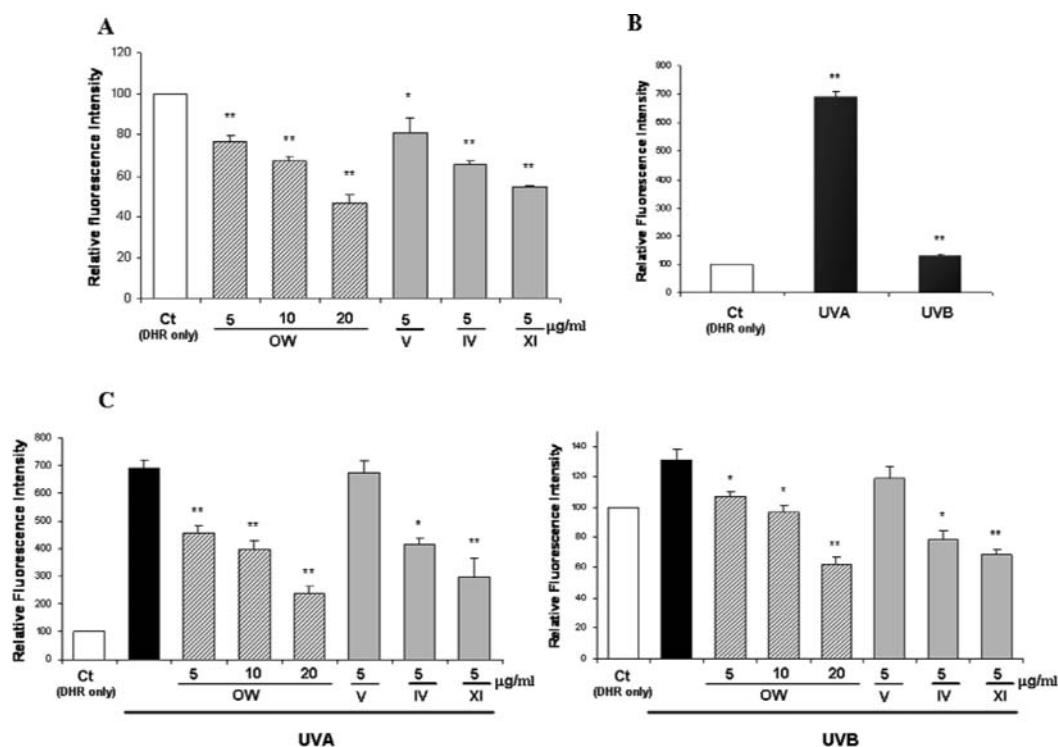 A
Relative fluorescence Intensity
120
100
80
60
40
20
0
** ** ** * ** **
Ct 5 10 20 5 5 5 µg/ml
(DHR only) OW V IV XI
B
Relative Fluorescence Intensity
800
700
600
500
400
300
200
100
0
** **
Ct UVA UVB
(DHR only)
C
Relative Fluorescence Intensity
800
700
600
500
400
300
200
100
0
** ** ** * **
Ct 5 10 20 5 5 5 µg/ml
(DHR only) OW V IV XI
UVA
Relative Fluorescence Intensity
140
120
100
80
60
40
20
0
* * ** * **
Ct 5 10 20 5 5 5 µg/ml
(DHR only) OW V IV XI
UVB